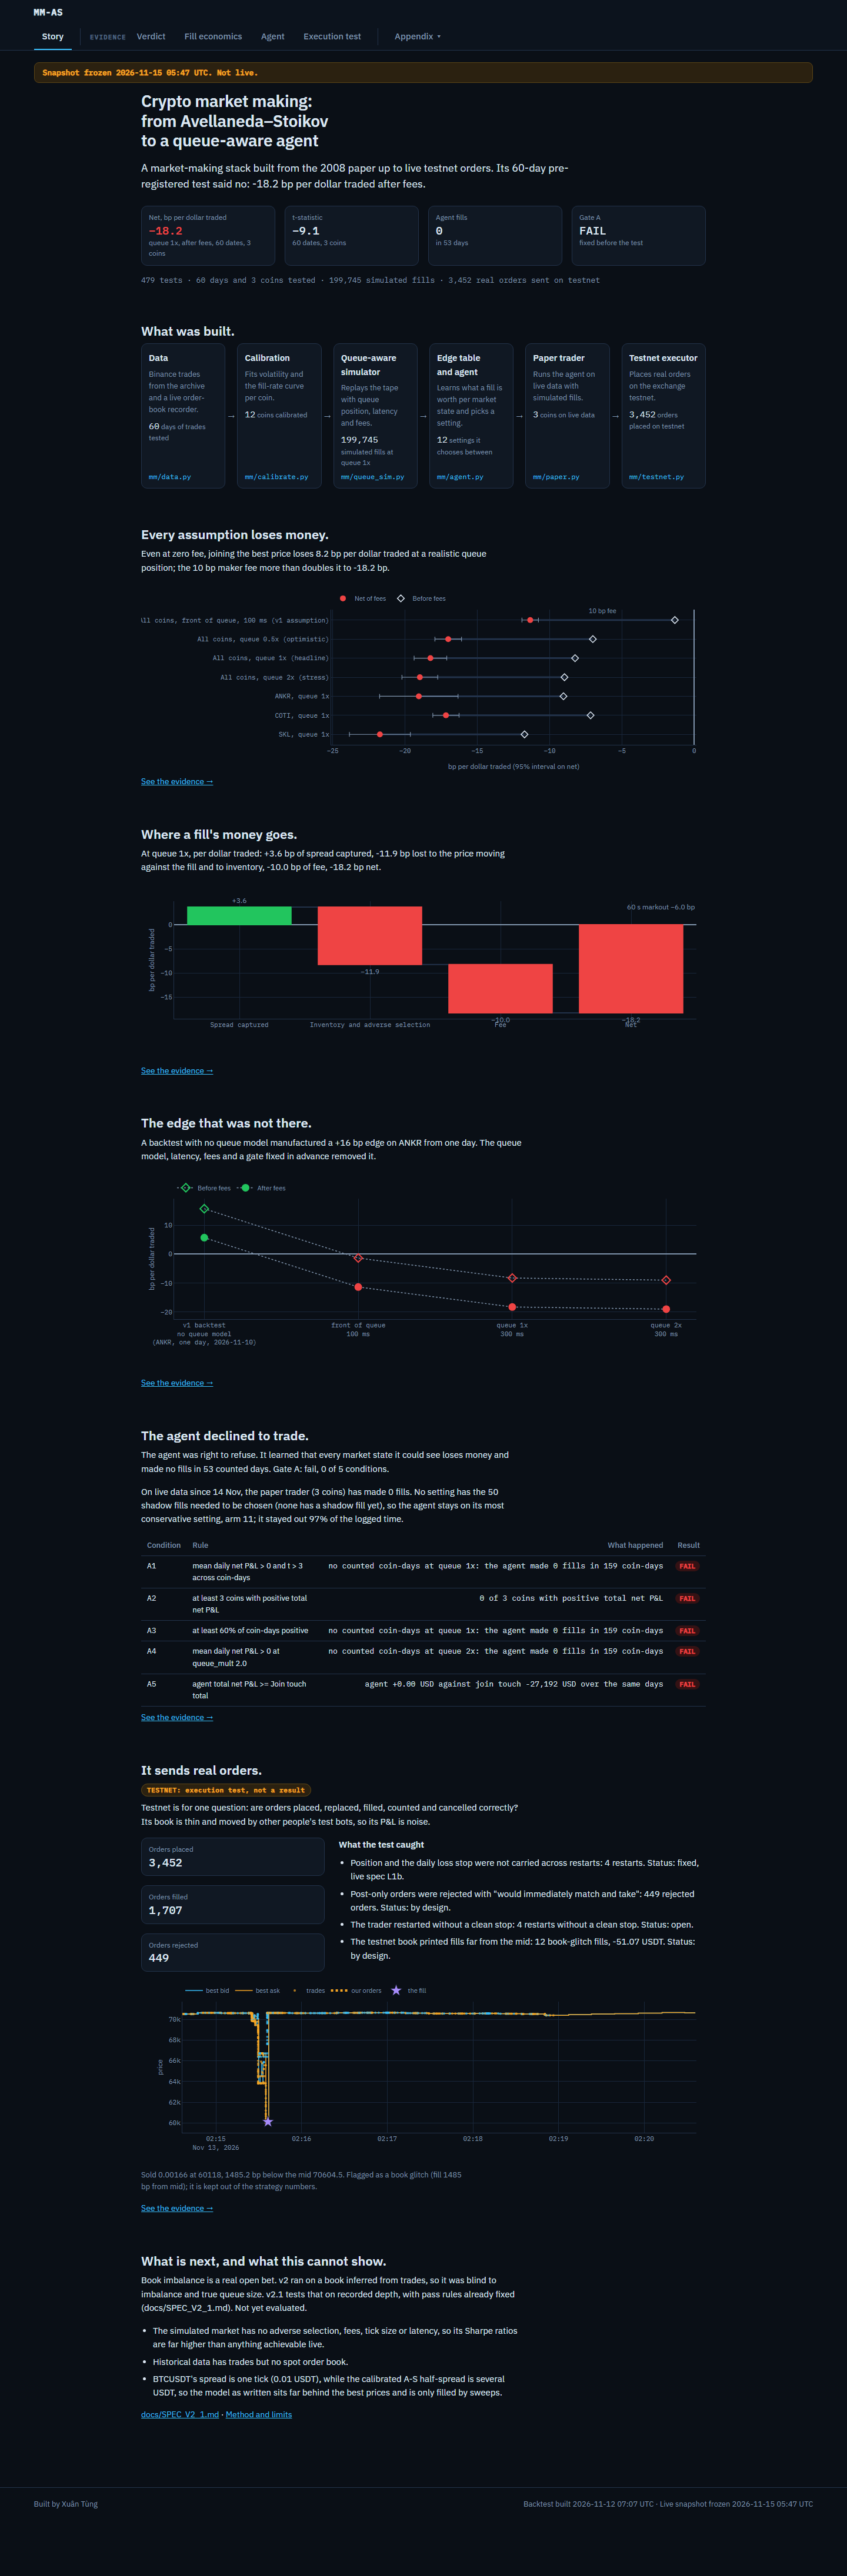 MM-AS
Story EVIDENCE Verdict Fill economics Agent Execution test Appendix
Snapshot frozen 2026-11-15 05:47 UTC. Not live.
Crypto market making:
from Avellaneda–Stoikov
to a queue-aware agent
A market-making stack built from the 2008 paper up to live testnet orders. Its 60-day pre-
registered test said no: -18.2 bp per dollar traded after fees.
Net, bp per dollar traded
−18.2
queue 1x, after fees, 60 dates, 3
coins
t-statistic
−9.1
60 dates, 3 coins
Agent fills
0
in 53 days
Gate A
FAIL
fixed before the test
479 tests · 60 days and 3 coins tested · 199,745 simulated fills · 3,452 real orders sent on testnet
What was built.
Data
Binance trades
from the archive
and a live order-
book recorder.
60 days of trades
tested
mm/data.py
→
Calibration
Fits volatility and
the fill-rate curve
per coin.
12 coins calibrated
mm/calibrate.py
→
Queue-aware
simulator
Replays the tape
with queue
position, latency
and fees.
199,745
simulated fills at
queue 1x
mm/queue_sim.py
→
Edge table
and agent
Learns what a fill is
worth per market
state and picks a
setting.
12 settings it
chooses between
mm/agent.py
→
Paper trader
Runs the agent on
live data with
simulated fills.
3 coins on live data
mm/paper.py
→
Testnet executor
Places real orders
on the exchange
testnet.
3,452 orders
placed on testnet
mm/testnet.py
Every assumption loses money.
Even at zero fee, joining the best price loses 8.2 bp per dollar traded at a realistic queue
position; the 10 bp maker fee more than doubles it to -18.2 bp.
Net of fees Before fees
10 bp fee
All coins, front of queue, 100 ms (v1 assumption)
All coins, queue 0.5x (optimistic)
All coins, queue 1x (headline)
All coins, queue 2x (stress)
ANKR, queue 1x
COTI, queue 1x
SKL, queue 1x
−25 −20 −15 −10 −5 0
bp per dollar traded (95% interval on net)
See the evidence →
Where a fill's money goes.
At queue 1x, per dollar traded: +3.6 bp of spread captured, -11.9 bp lost to the price moving
against the fill and to inventory, -10.0 bp of fee, -18.2 bp net.
+3.6
60 s markout −6.0 bp
0
−5
−10
−15
bp per dollar traded
−11.9
−10.0
−18.2
Spread captured Inventory and adverse selection Fee Net
See the evidence →
The edge that was not there.
A backtest with no queue model manufactured a +16 bp edge on ANKR from one day. The queue
model, latency, fees and a gate fixed in advance removed it.
Before fees After fees
10
0
−10
−20
bp per dollar traded
v1 backtest
no queue model
(ANKR, one day, 2026-11-10)
front of queue
100 ms
queue 1x
300 ms
queue 2x
300 ms
See the evidence →
The agent declined to trade.
The agent was right to refuse. It learned that every market state it could see loses money and
made no fills in 53 counted days. Gate A: fail, 0 of 5 conditions.
On live data since 14 Nov, the paper trader (3 coins) has made 0 fills. No setting has the 50
shadow fills needed to be chosen (none has a shadow fill yet), so the agent stays on its most
conservative setting, arm 11; it stayed out 97% of the logged time.
Condition Rule What happened Result
A1 mean daily net P&L > 0 and t > 3
across coin-days no counted coin-days at queue 1x: the agent made 0 fills in 159 coin-days FAIL
A2 at least 3 coins with positive total
net P&L 0 of 3 coins with positive total net P&L FAIL
A3 at least 60% of coin-days positive no counted coin-days at queue 1x: the agent made 0 fills in 159 coin-days FAIL
A4 mean daily net P&L > 0 at
queue_mult 2.0 no counted coin-days at queue 2x: the agent made 0 fills in 159 coin-days FAIL
A5 agent total net P&L >= Join touch
total agent +0.00 USD against join touch -27,192 USD over the same days FAIL
See the evidence →
It sends real orders.
TESTNET: execution test, not a result
Testnet is for one question: are orders placed, replaced, filled, counted and cancelled correctly?
Its book is thin and moved by other people's test bots, so its P&L is noise.
Orders placed
3,452
Orders filled
1,707
Orders rejected
449
What the test caught
• Position and the daily loss stop were not carried across restarts: 4 restarts. Status: fixed,
live spec L1b.
• Post-only orders were rejected with "would immediately match and take": 449 rejected
orders. Status: by design.
• The trader restarted without a clean stop: 4 restarts without a clean stop. Status: open.
• The testnet book printed fills far from the mid: 12 book-glitch fills, -51.07 USDT. Status:
by design.
best bid best ask trades our orders the fill
70k
68k
66k
64k
62k
60k
price
02:15 02:16 02:17 02:18 02:19 02:20
Nov 13, 2026
Sold 0.00166 at 60118, 1485.2 bp below the mid 70604.5. Flagged as a book glitch (fill 1485
bp from mid); it is kept out of the strategy numbers.
See the evidence →
What is next, and what this cannot show.
Book imbalance is a real open bet. v2 ran on a book inferred from trades, so it was blind to
imbalance and true queue size. v2.1 tests that on recorded depth, with pass rules already fixed
(docs/SPEC_V2_1.md). Not yet evaluated.
• The simulated market has no adverse selection, fees, tick size or latency, so its Sharpe ratios
are far higher than anything achievable live.
• Historical data has trades but no spot order book.
• BTCUSDT's spread is one tick (0.01 USDT), while the calibrated A-S half-spread is several
USDT, so the model as written sits far behind the best prices and is only filled by sweeps.
docs/SPEC_V2_1.md · Method and limits
Built by Xuân Tùng
Backtest built 2026-11-12 07:07 UTC · Live snapshot frozen 2026-11-15 05:47 UTC